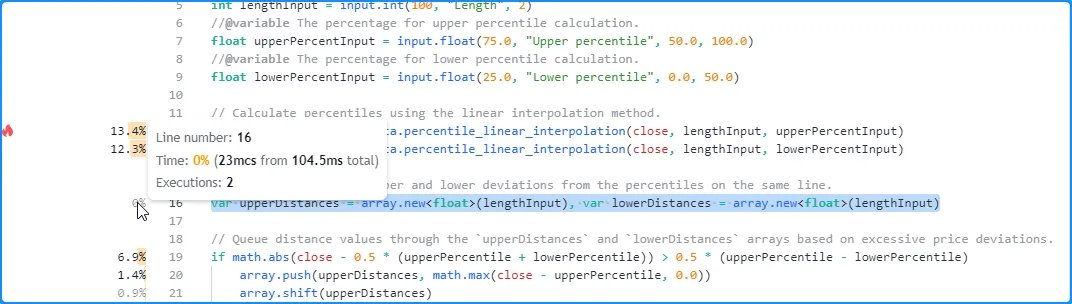 5 int lengthInput = input.int(100, "Length", 2)
6 //@variable The percentage for upper percentile calculation.
7 float upperPercentInput = input.float(75.0, "Upper percentile", 50.0, 100.0)
8 //@variable The percentage for lower percentile calculation.
9 float lowerPercentInput = input.float(25.0, "Lower percentile", 0.0, 50.0)
10
11 // Calculate percentiles using the linear interpolation method.
13.4% ta.percentile_linear_interpolation(close, lengthInput, upperPercentInput)
12.3% ta.percentile_linear_interpolation(close, lengthInput, lowerPercentInput)
Line number: 16
Time: 0% (23mcs from 104.5ms total)
Executions: 2
and lower deviations from the percentiles on the same line.
0% 16 var upperDistances = array.new<float>(lengthInput), var lowerDistances = array.new<float>(lengthInput)
17
18 // Queue distance values through the `upperDistances` and `lowerDistances` arrays based on excessive price deviations.
6.9% 19 if math.abs(close - 0.5 * (upperPercentile + lowerPercentile)) > 0.5 * (upperPercentile - lowerPercentile)
1.4% 20 array.push(upperDistances, math.max(close - upperPercentile, 0.0))
0.9% 21 array.shift(upperDistances)